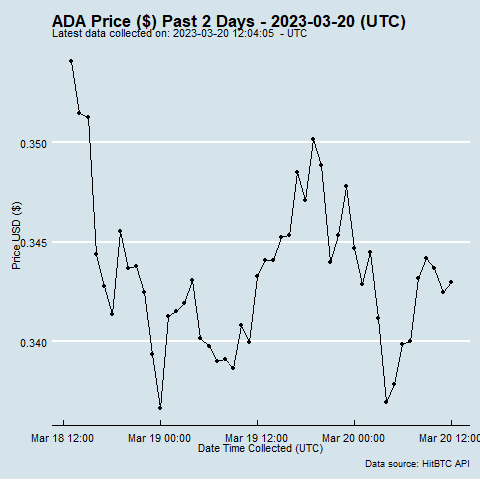 ADA Price ($) Past 2 Days - 2023-03-20 (UTC)
Latest data collected on: 2023-03-20 12:04:05 - UTC
0.350
0.345
0.340
Price USD ($)
Mar 18 12:00 Mar 19 00:00 Mar 19 12:00 Mar 20 00:00 Mar 20 12:00
Date Time Collected (UTC)
Data source: HitBTC API